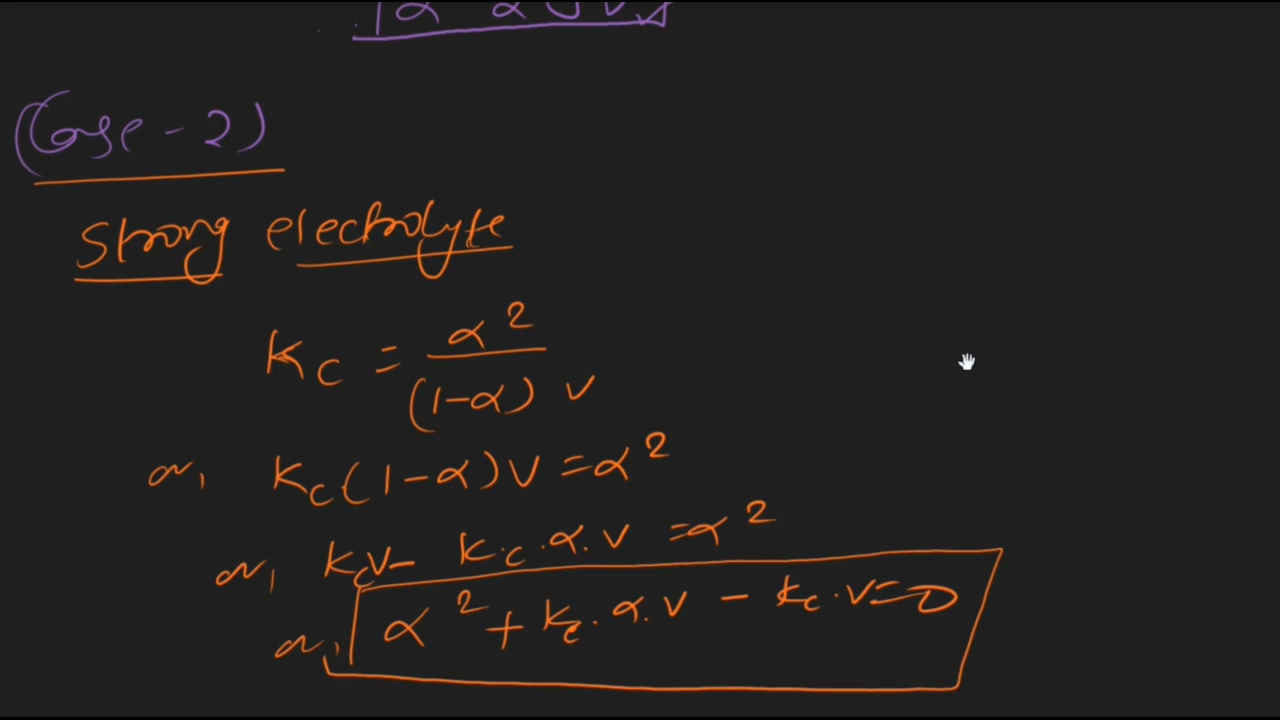 (Case - 2)
Strong electrolyte
Kc = α² / (1-α) v
or, Kc(1-α)v = α²
or, Kcv - Kc.α.v = α²
or, α² + Kc.α.v - Kc.v = 0